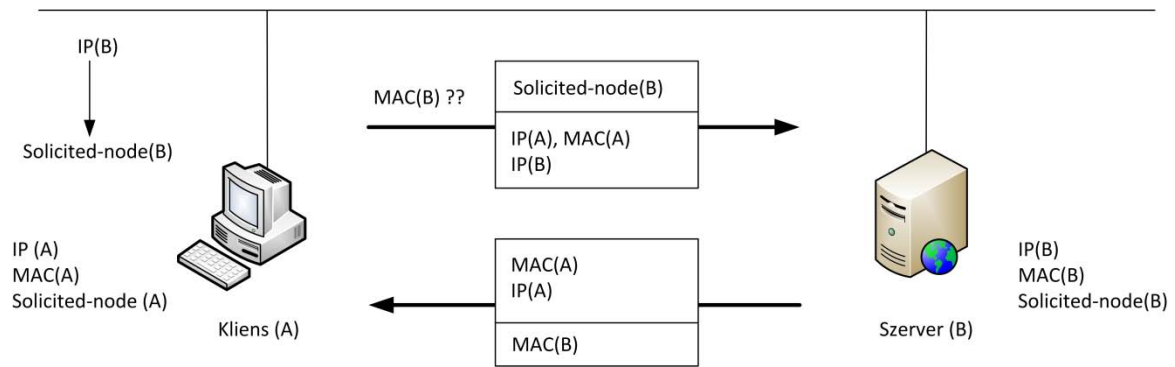 IP(B)
Solicited-node(B)
IP (A)
MAC(A)
Solicited-node (A)
Kliens (A)
MAC(B) ??
Solicited-node(B)
IP(A), MAC(A)
IP(B)
MAC(A)
IP(A)
MAC(B)
IP(B)
MAC(B)
Solicited-node(B)
Szerver (B)